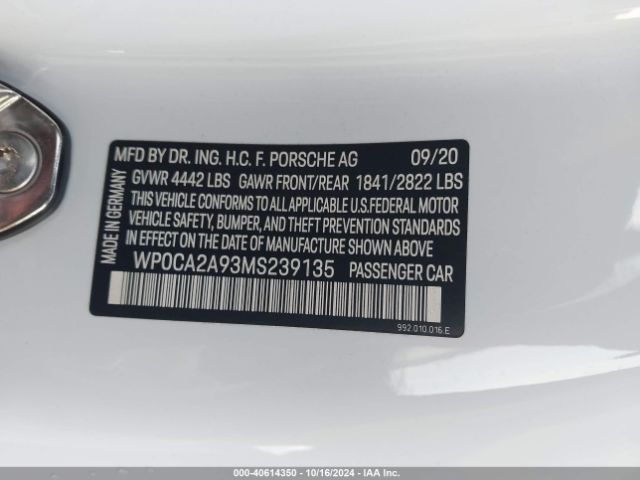 MFD BY DR. ING. H.C. F. PORSCHE AG 09/20
GVWR 4442 LBS GAWR FRONT/REAR 1841/2822 LBS
THIS VEHICLE CONFORMS TO ALL APPLICABLE U.S. FEDERAL MOTOR
VEHICLE SAFETY, BUMPER, AND THEFT PREVENTION STANDARDS
IN EFFECT ON THE DATE OF MANUFACTURE SHOWN ABOVE.
WP0CA2A93MS239135 PASSENGER CAR
MADE IN GERMANY
992.010.016.E
000-40614350 | 10/16/2024 | IAA Inc.